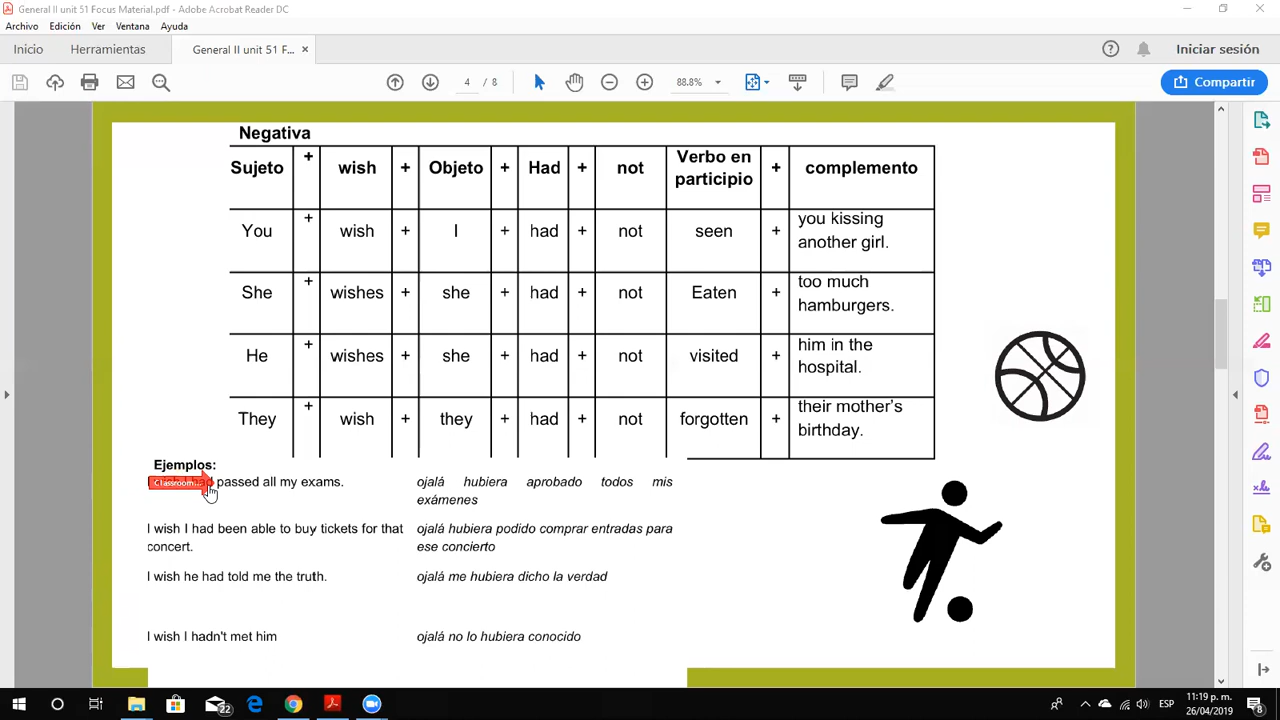 General II unit 51 Focus Material.pdf - Adobe Acrobat Reader DC
Archivo Edición Ver Ventana Ayuda
Inicio Herramientas General II unit 51 F... × Iniciar sesión
4 / 8 88.8% Compartir
Negativa
Sujeto + wish + Objeto + Had + not Verbo en participio + complemento
You + wish + I + had + not seen + you kissing another girl.
She + wishes + she + had + not Eaten + too much hamburgers.
He + wishes + she + had + not visited + him in the hospital.
They + wish + they + had + not forgotten + their mother's birthday.
Ejemplos:
Classroom... passed all my exams. ojalá hubiera aprobado todos mis
exámenes
I wish I had been able to buy tickets for that ojalá hubiera podido comprar entradas para
concert. ese concierto
I wish he had told me the truth. ojalá me hubiera dicho la verdad
I wish I hadn't met him ojalá no lo hubiera conocido
22 ESP 11:19 p. m.
26/04/2019 8